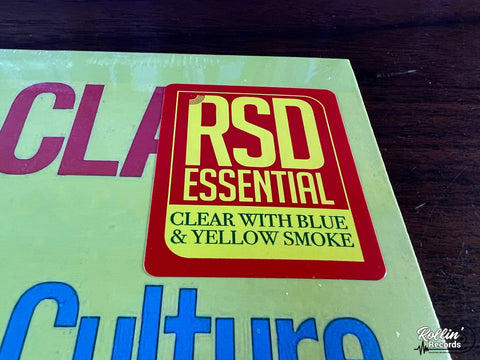 CLA
RSD
ESSENTIAL
CLEAR WITH BLUE
& YELLOW SMOKE
Culture
Rollin'
Records